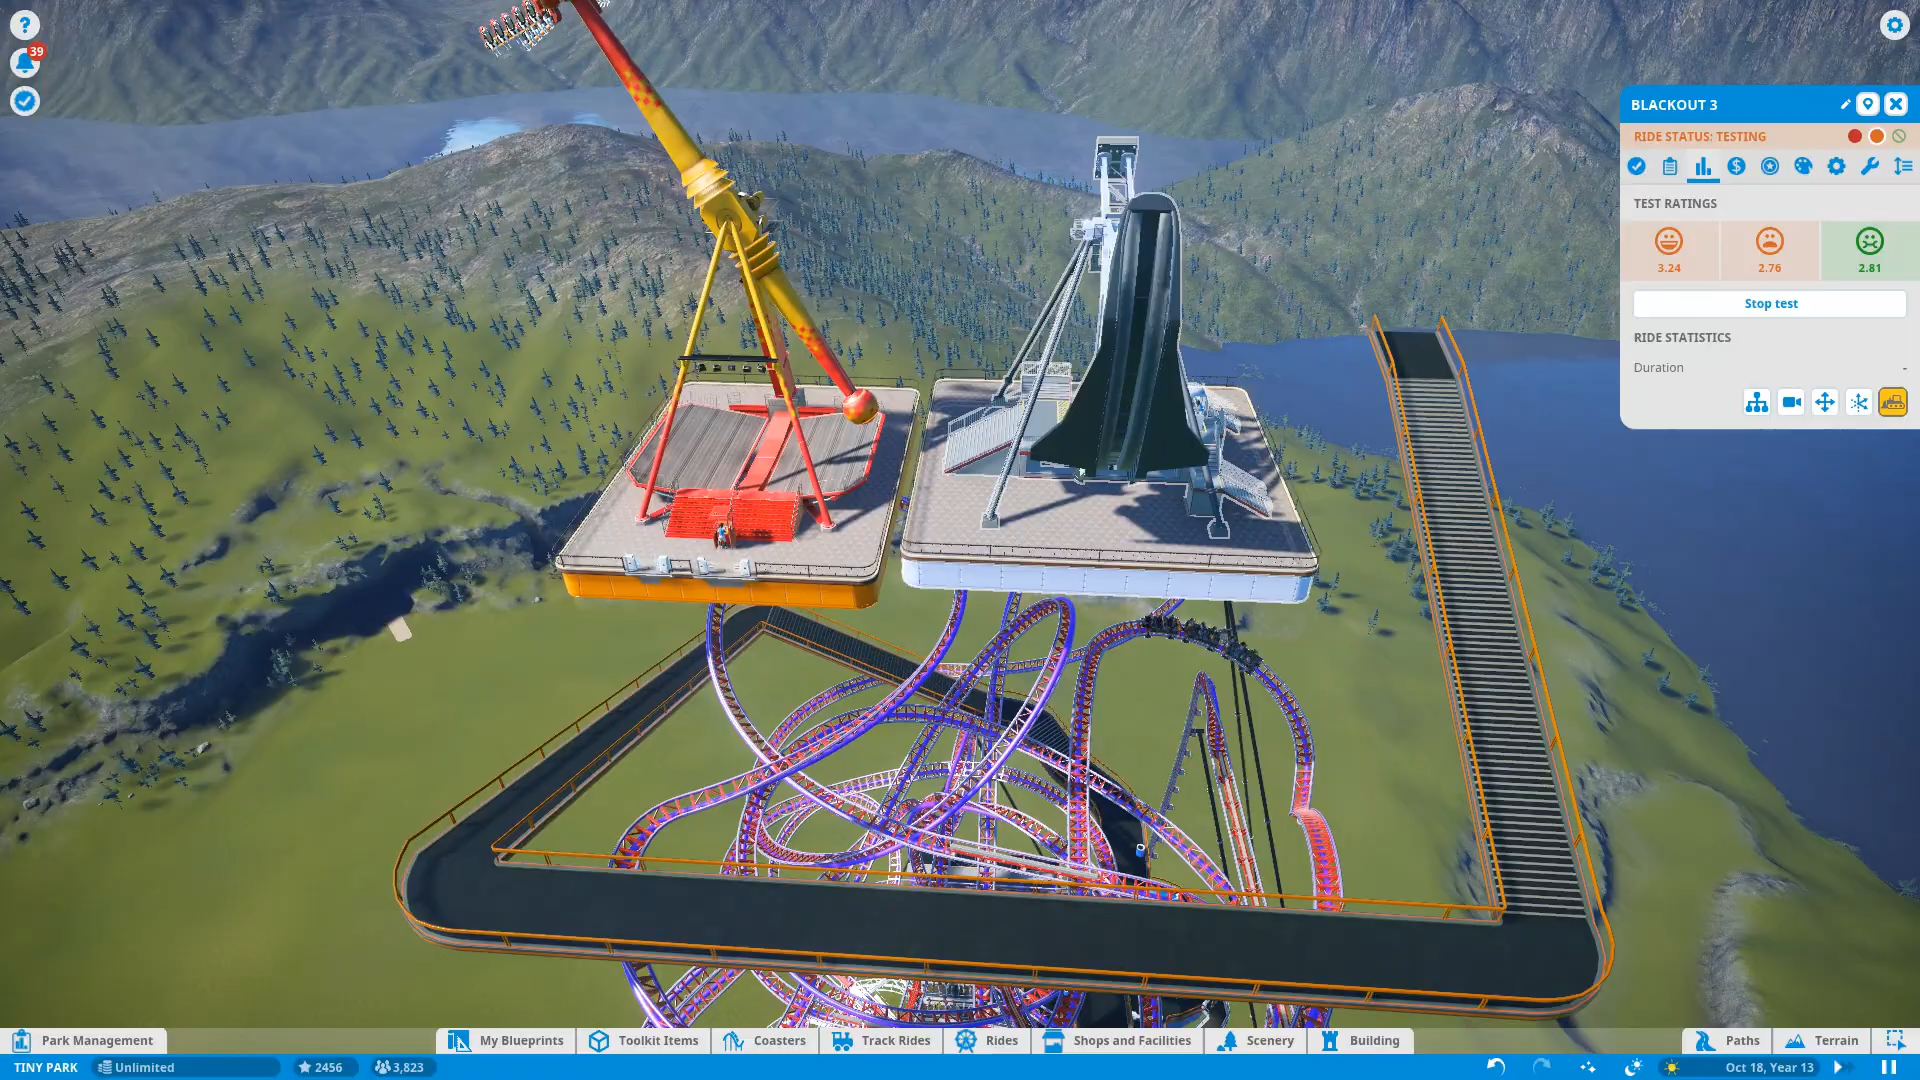 ?
39
BLACKOUT 3
RIDE STATUS: TESTING
TEST RATINGS
3.24 2.76 2.81
Stop test
RIDE STATISTICS
Duration -
Park Management My Blueprints Toolkit Items Coasters Track Rides Rides Shops and Facilities Scenery Building Paths Terrain
TINY PARK Unlimited 2456 3,823 Oct 18, Year 13